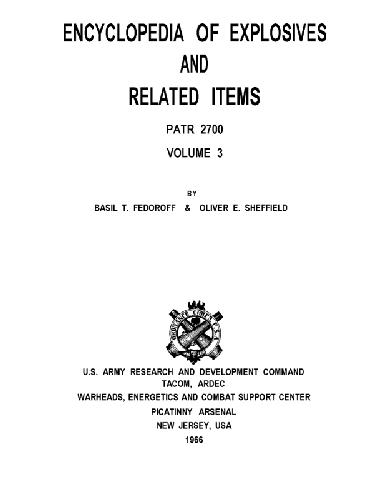 ENCYCLOPEDIA OF EXPLOSIVES
AND
RELATED ITEMS
PATR 2700
VOLUME 3
BY
BASIL T. FEDOROFF & OLIVER E. SHEFFIELD
U.S. ARMY RESEARCH AND DEVELOPMENT COMMAND
TACOM, ARDEC
WARHEADS, ENERGETICS AND COMBAT SUPPORT CENTER
PICATINNY ARSENAL
NEW JERSEY, USA
1966